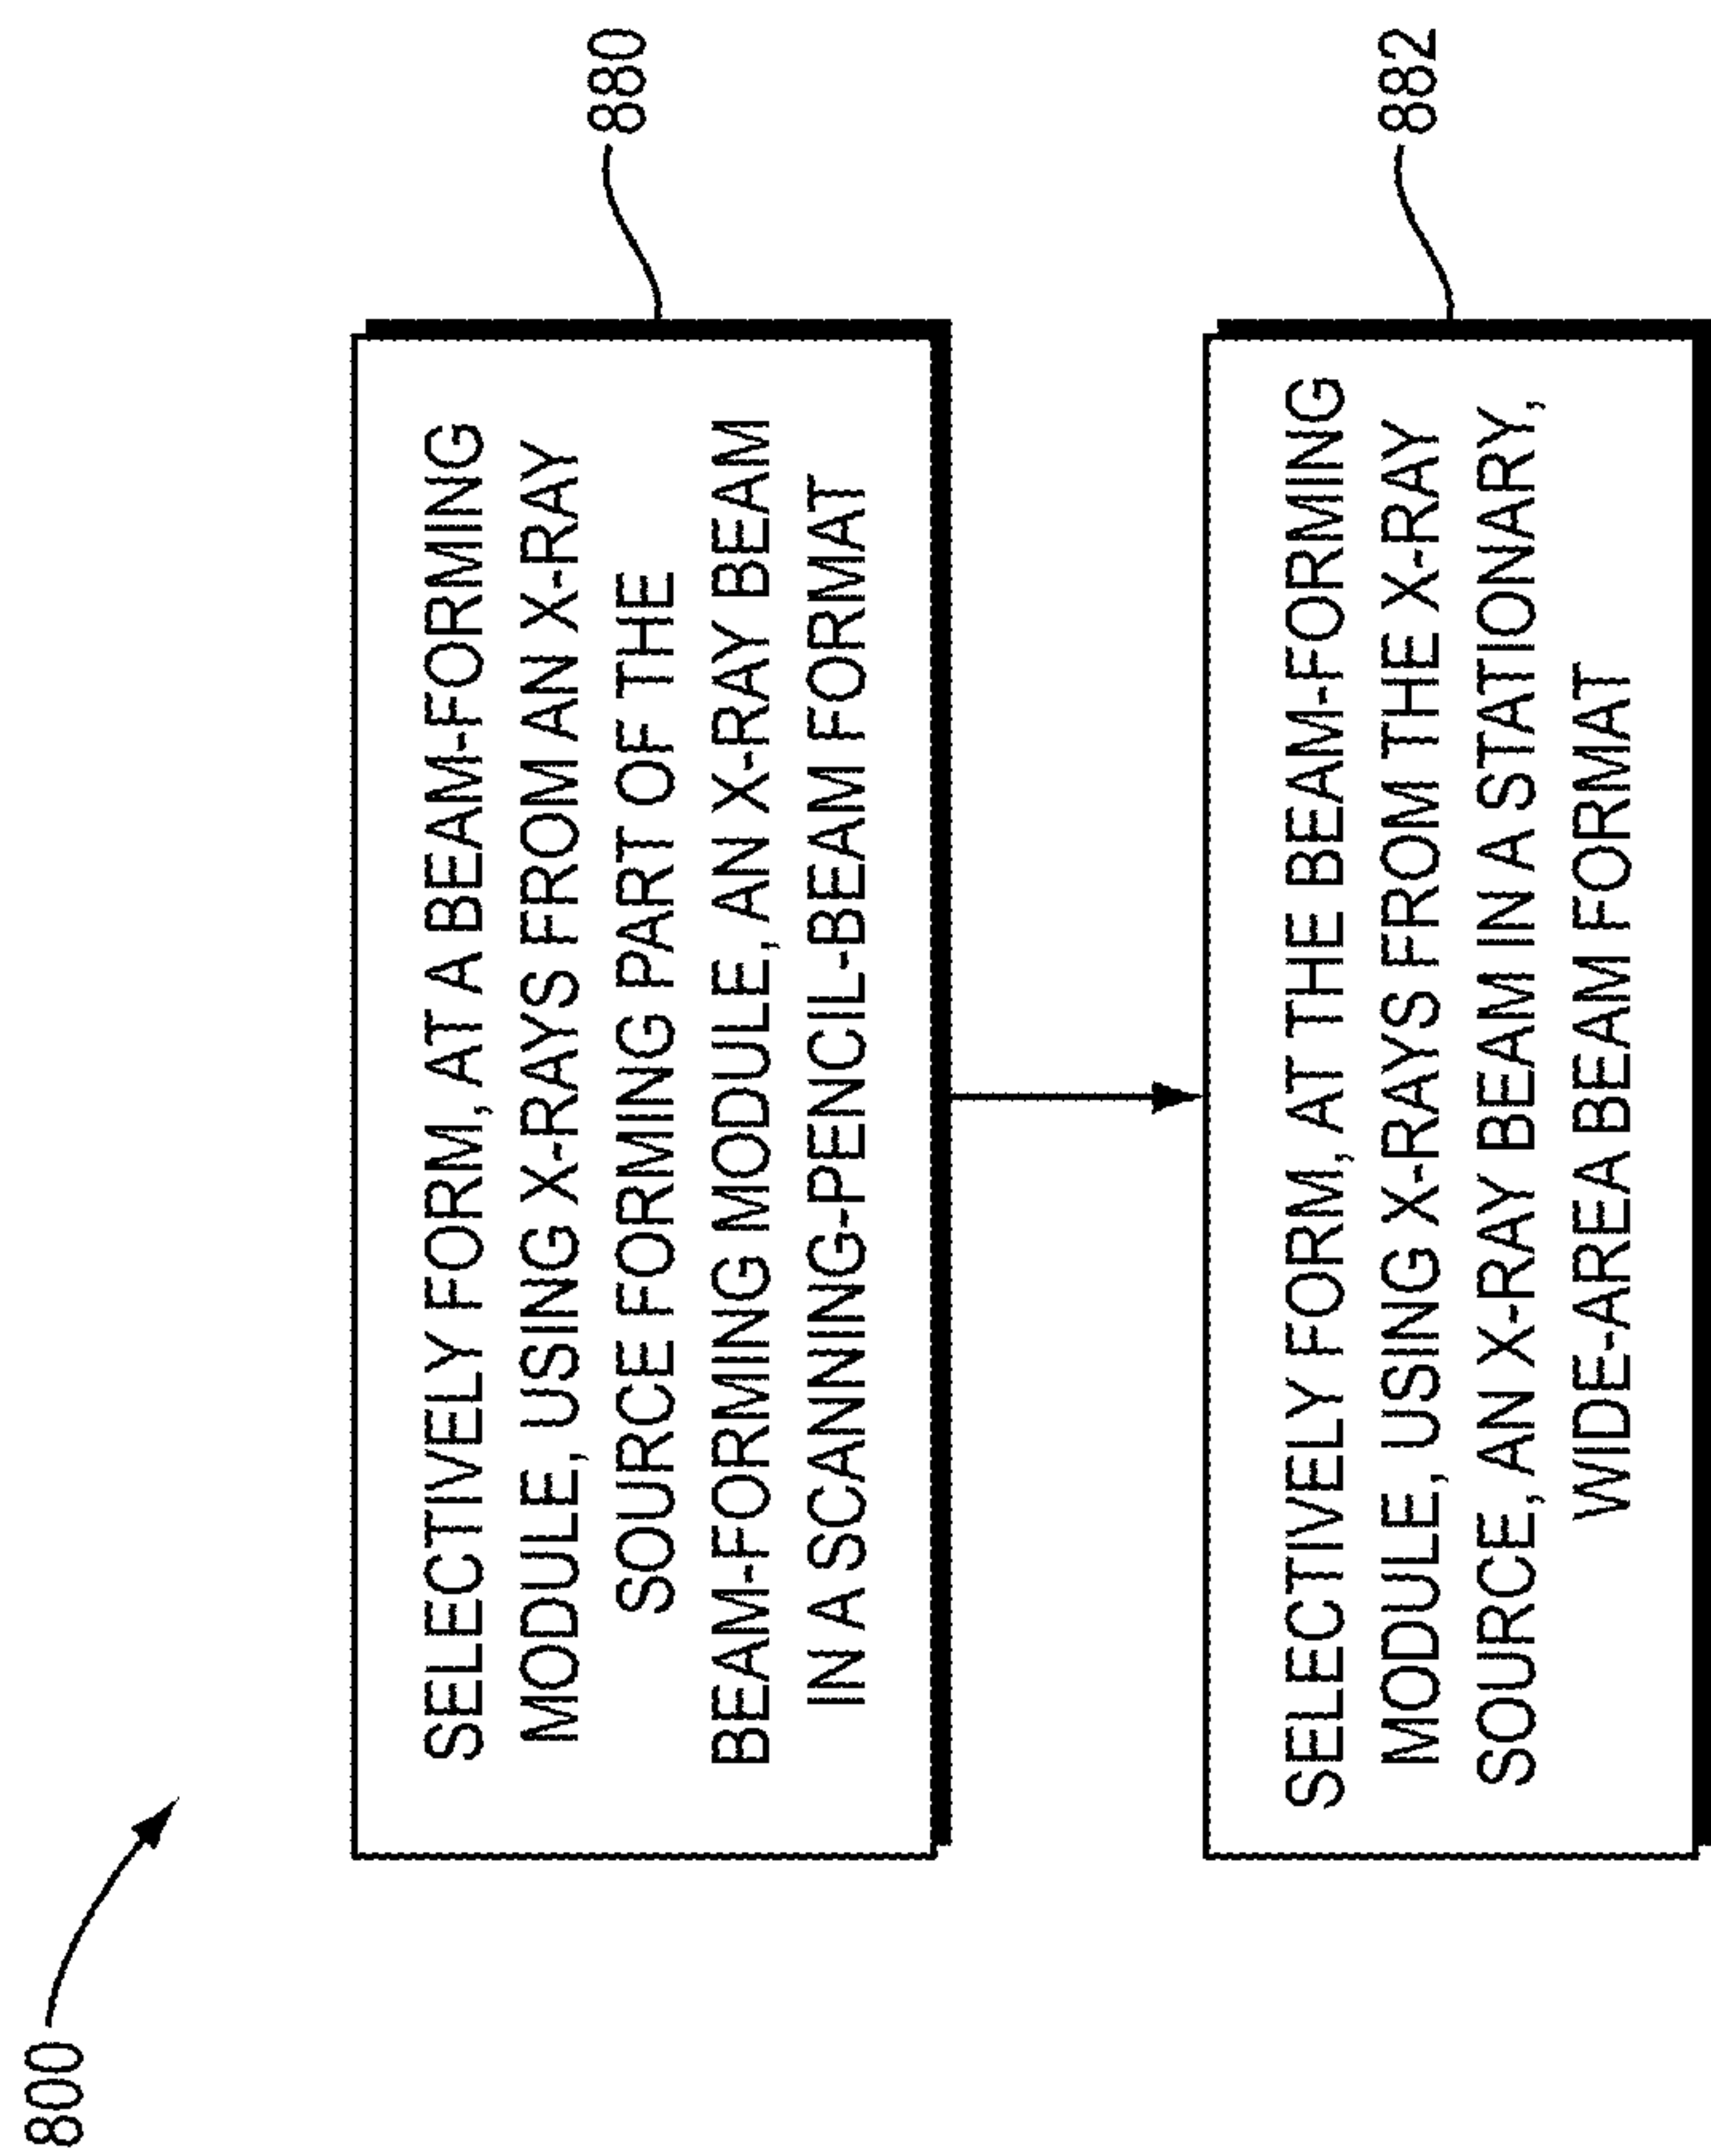 800
SELECTIVELY FORM, AT A BEAM-FORMING
MODULE, USING X-RAYS FROM AN X-RAY
SOURCE FORMING PART OF THE
BEAM-FORMING MODULE, AN X-RAY BEAM
IN A SCANNING-PENCIL-BEAM FORMAT
880
SELECTIVELY FORM, AT THE BEAM-FORMING
MODULE, USING X-RAYS FROM THE X-RAY
SOURCE, AN X-RAY BEAM IN A STATIONARY,
WIDE-AREA BEAM FORMAT
882